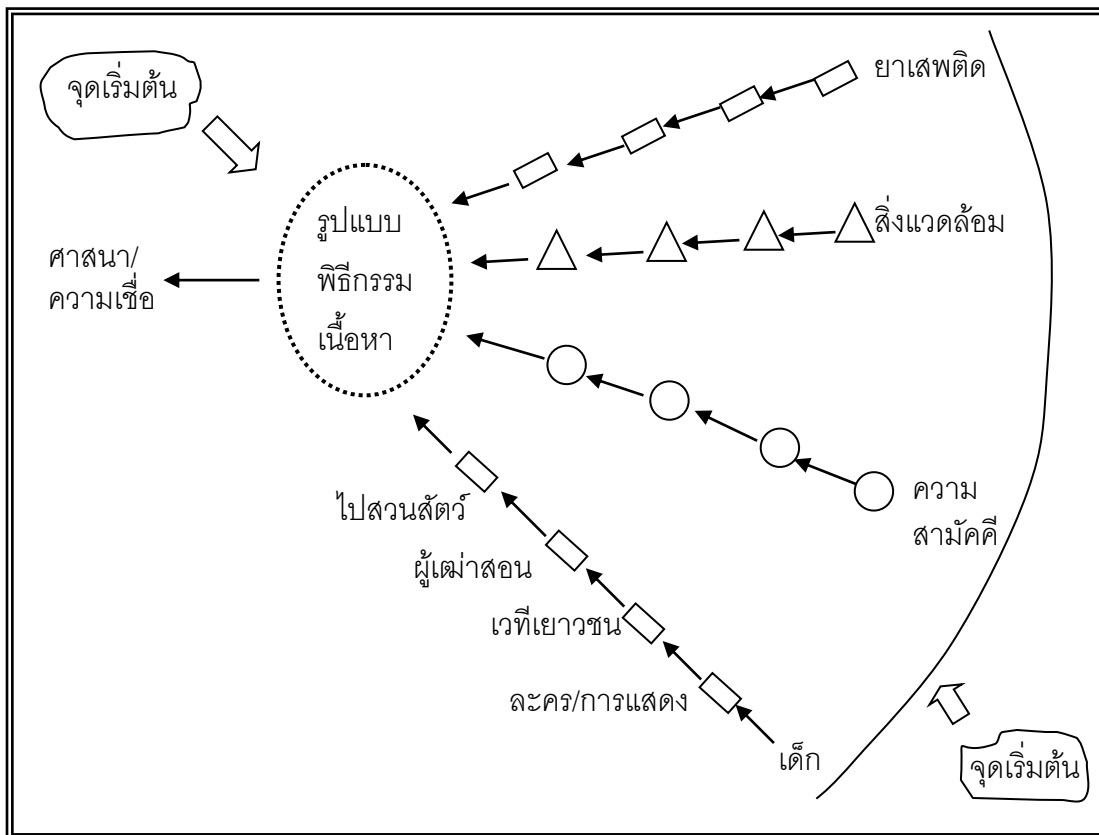 จุดเริ่มต้น
ยาเสพติด
รูปแบบ
พิธีกรรม
เนื้อหา
สิ่งแวดล้อม
ศาสนา/
ความเชื่อ
ความ
สามัคคี
ไปสวนสัตว์
ผู้เฒ่าสอน
เวทีเยาวชน
ละคร/การแสดง
เด็ก
จุดเริ่มต้น